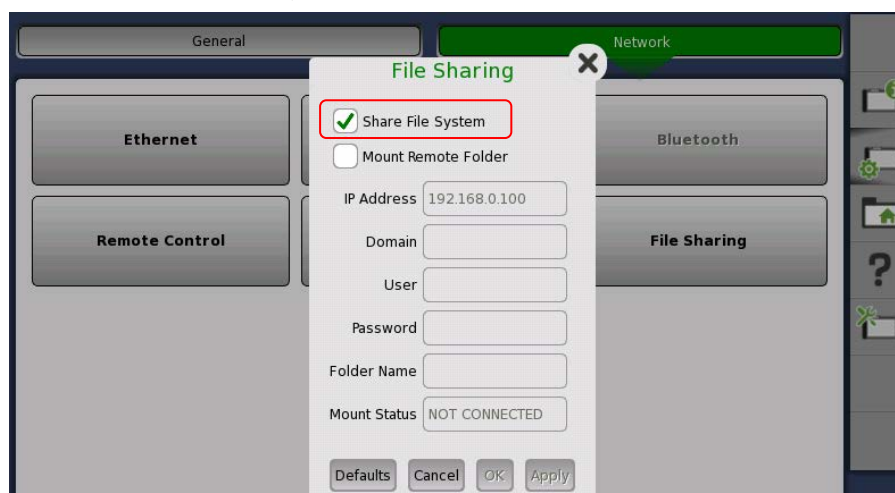 General
Network
File Sharing
Share File System
Mount Remote Folder
Ethernet
Bluetooth
IP Address 192.168.0.100
Remote Control
Domain
File Sharing
User
Password
Folder Name
Mount Status NOT CONNECTED
Defaults Cancel OK Apply
?